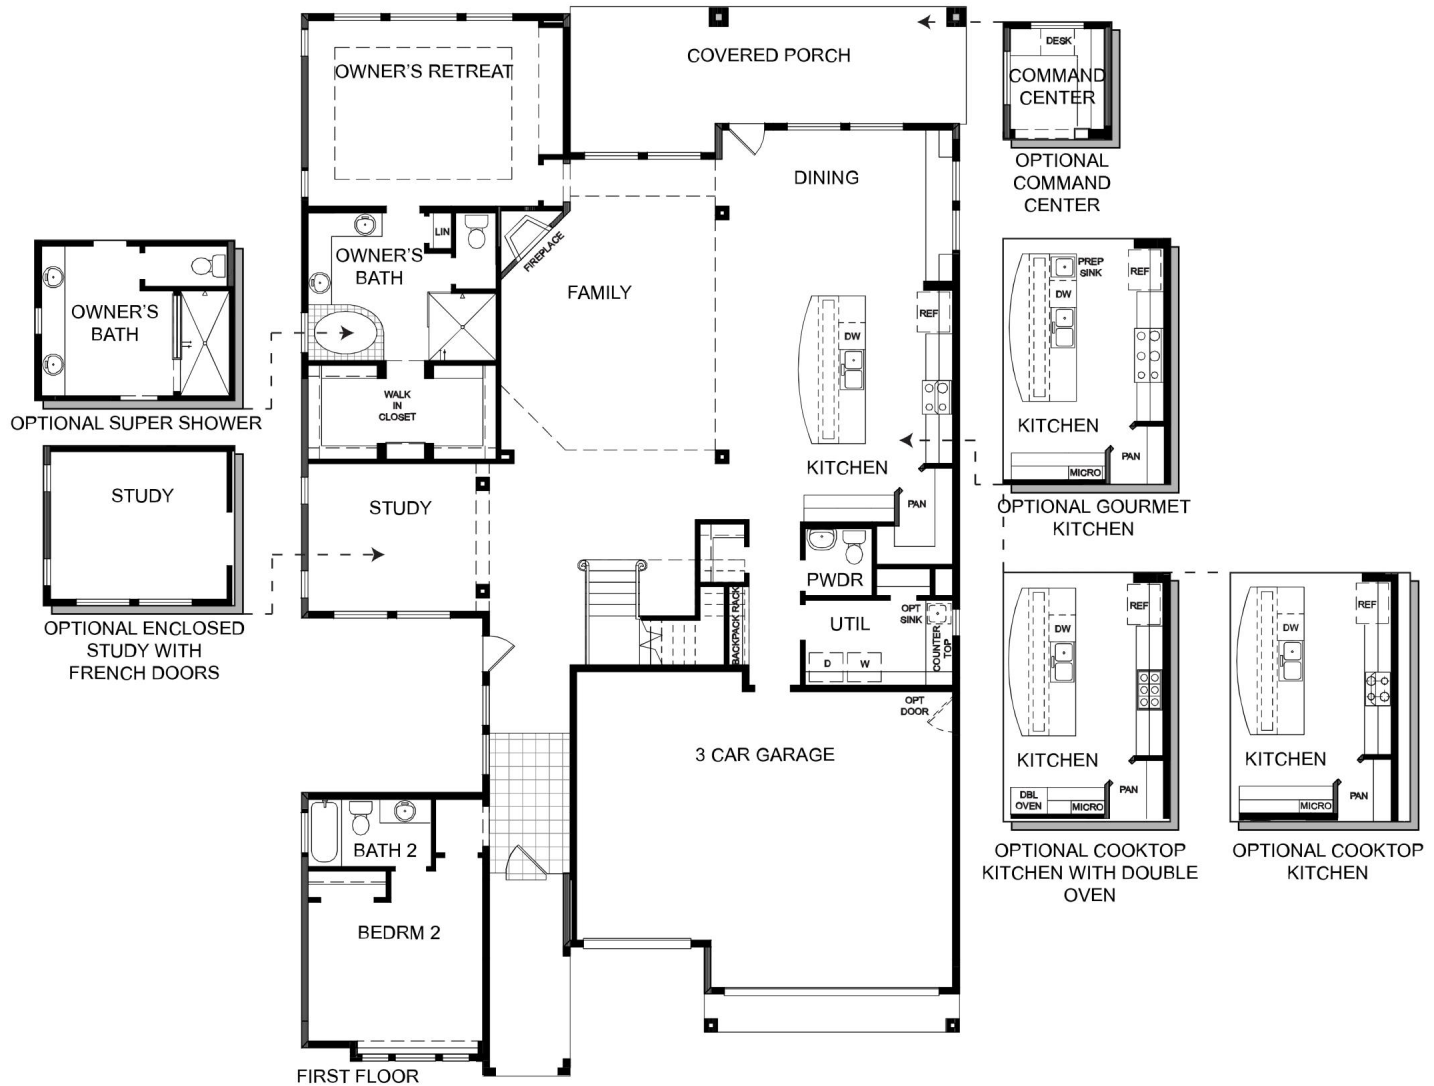 COVERED PORCH
OWNER'S RETREAT
DESK
COMMAND
CENTER
OPTIONAL
COMMAND
CENTER
DINING
LIN
OWNER'S
BATH
FIREPLACE
FAMILY
OWNER'S
BATH
OPTIONAL SUPER SHOWER
REF
DW
PREP
SINK
REF
DW
KITCHEN
PAN
MICRO
OPTIONAL GOURMET
KITCHEN
WALK
IN
CLOSET
KITCHEN
PAN
STUDY
STUDY
OPTIONAL ENCLOSED
STUDY WITH
FRENCH DOORS
PWDR
BACKPACK RACK
UTIL
OPT
SINK
COUNTER
TOP
D
W
OPT
DOOR
REF
DW
KITCHEN
PAN
DBL
OVEN
MICRO
OPTIONAL COOKTOP
KITCHEN WITH DOUBLE
OVEN
REF
DW
KITCHEN
PAN
MICRO
OPTIONAL COOKTOP
KITCHEN
3 CAR GARAGE
BATH 2
BEDRM 2
FIRST FLOOR